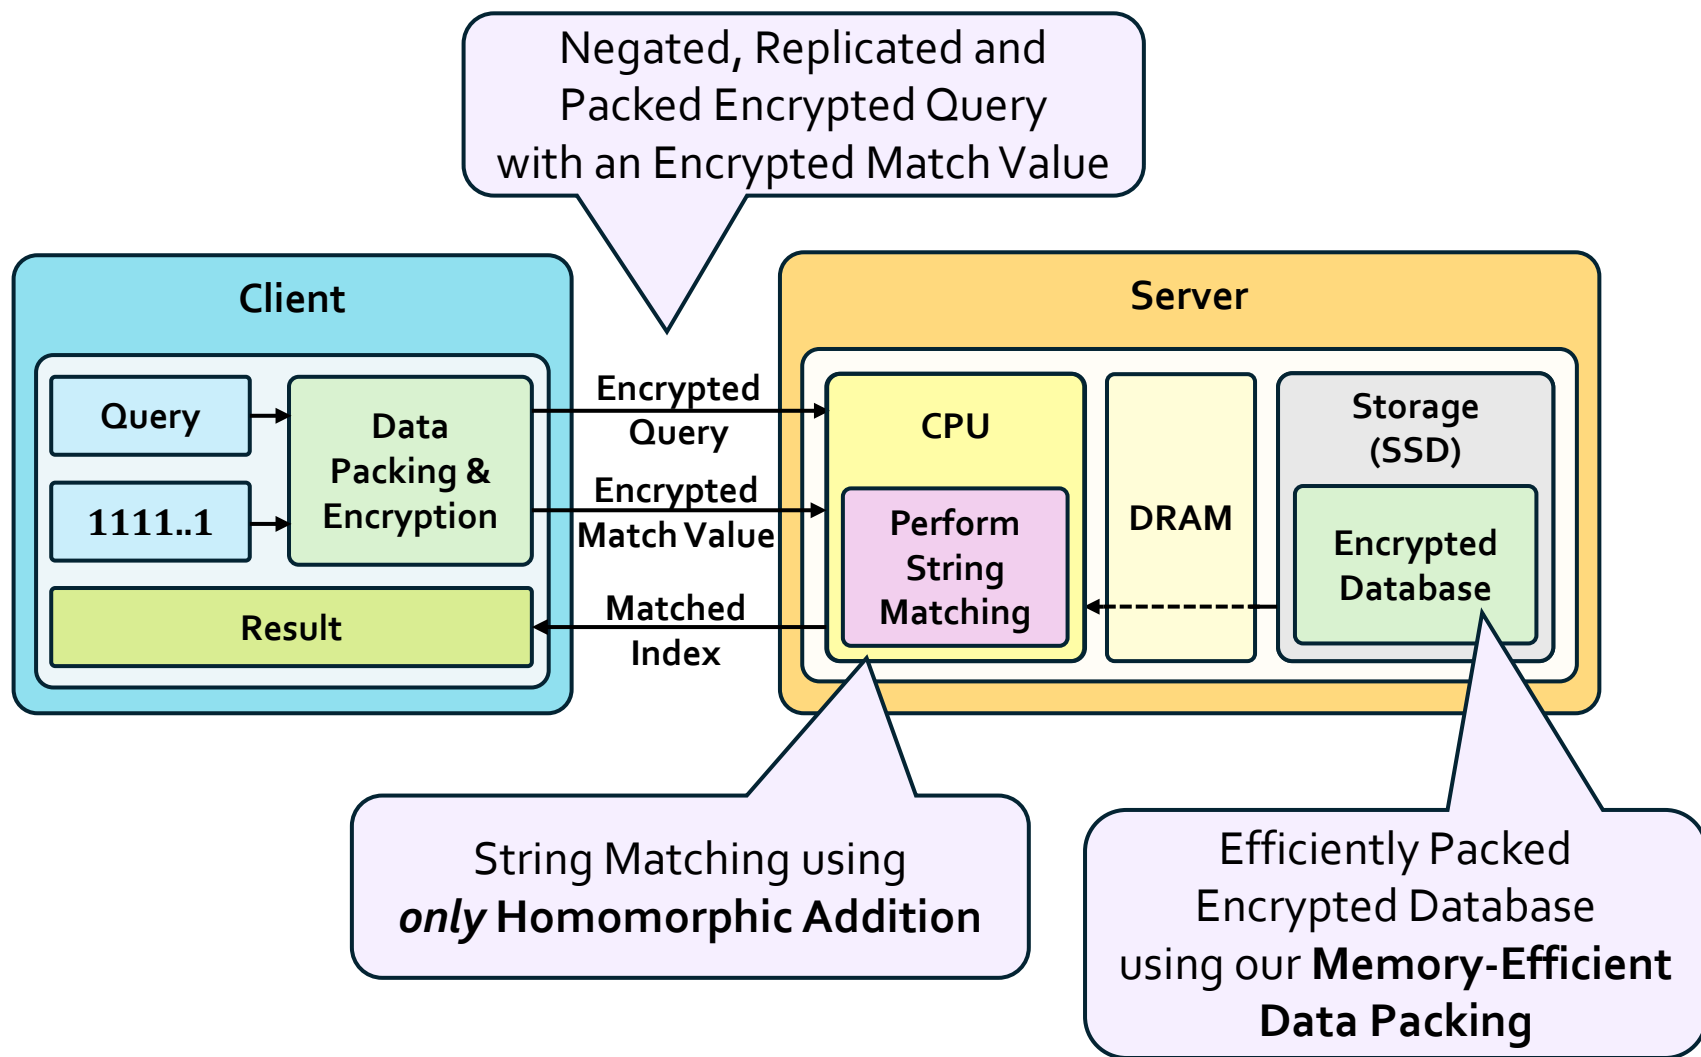 Negated, Replicated and
Packed Encrypted Query
with an Encrypted Match Value
Client
Query
1111..1
Data
Packing &
Encryption
Result
Encrypted
Query
Encrypted
Match Value
Matched
Index
Server
CPU
Perform
String
Matching
DRAM
Storage
(SSD)
Encrypted
Database
String Matching using
only Homomorphic Addition
Efficiently Packed
Encrypted Database
using our Memory-Efficient
Data Packing